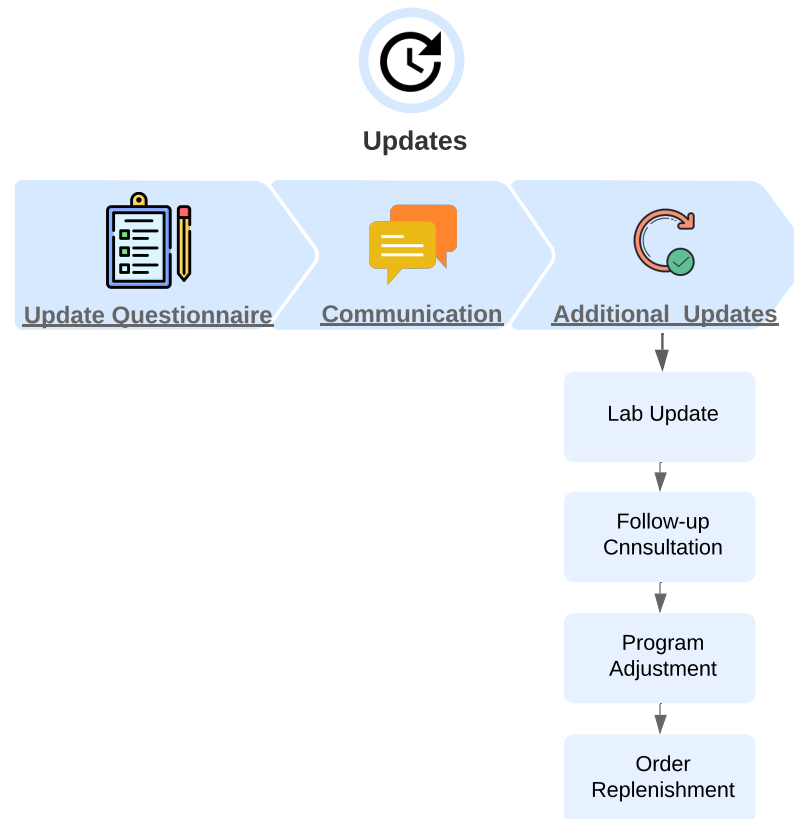 Updates
Update Questionnaire
Communication
Additional  Updates
Lab Update
Follow-up
Cnnsultation
Program
Adjustment
Order
Replenishment